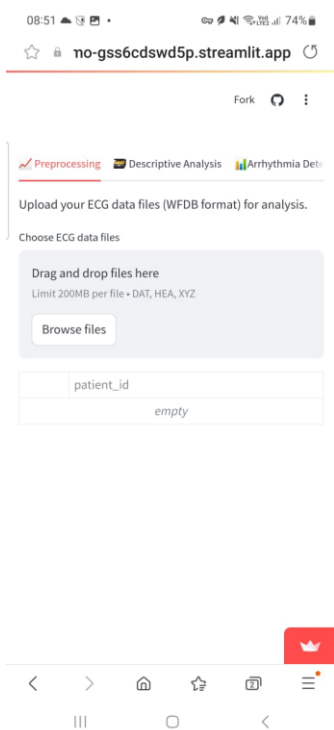 08:51
74%
no-gss6cdswd5p.streamlit.app
Fork
Preprocessing Descriptive Analysis Arrhythmia Dete
Upload your ECG data files (WFDB format) for analysis.
Choose ECG data files
Drag and drop files here
Limit 200MB per file • DAT, HEA, XYZ
Browse files
patient_id
empty
2